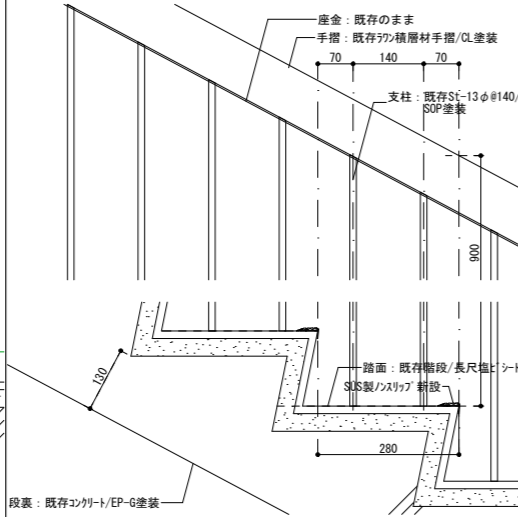 座金：既存のまま
手摺：既存ﾗﾜﾝ積層材手摺/CL塗装
70
140
70
支柱：既存St-13φ@140/
SOP塗装
900
130
踏面：既存階段/長尺塩ﾋﾞｼｰﾄ
SUS製ﾉﾝｽﾘｯﾌﾟ新設
280
段裏：既存ｺﾝｸﾘｰﾄ/EP-G塗装